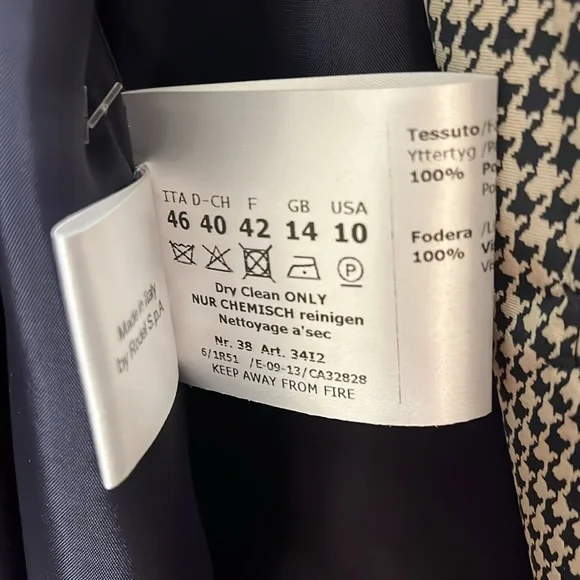 ITA D-CH F GB USA
46 40 42 14 10
P
Dry Clean ONLY
NUR CHEMISCH reinigen
Nettoyage a'sec
Nr. 38 Art. 3412
6/1R51 /E-09-13/CA32828
KEEP AWAY FROM FIRE
Tessuto
Yttertyg
100%
Fodera
100%
Made in Italy
by Rodel S.p.A